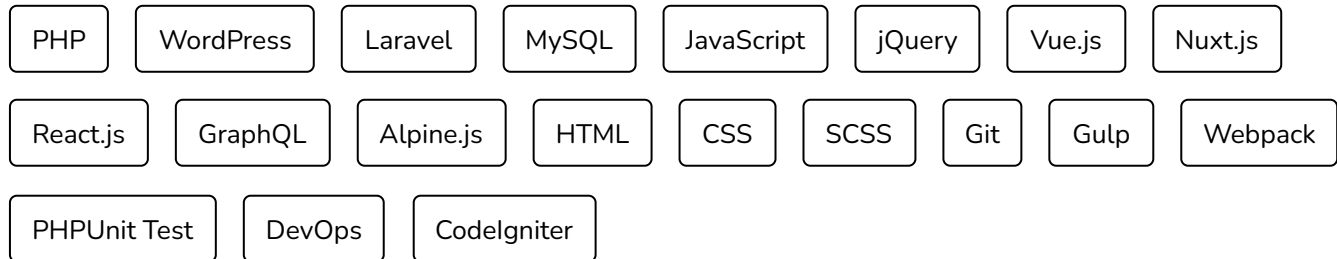 PHP WordPress Laravel MySQL JavaScript jQuery Vue.js Nuxt.js
React.js GraphQL Alpine.js HTML CSS SCSS Git Gulp Webpack
PHPUnit Test DevOps CodeIgniter